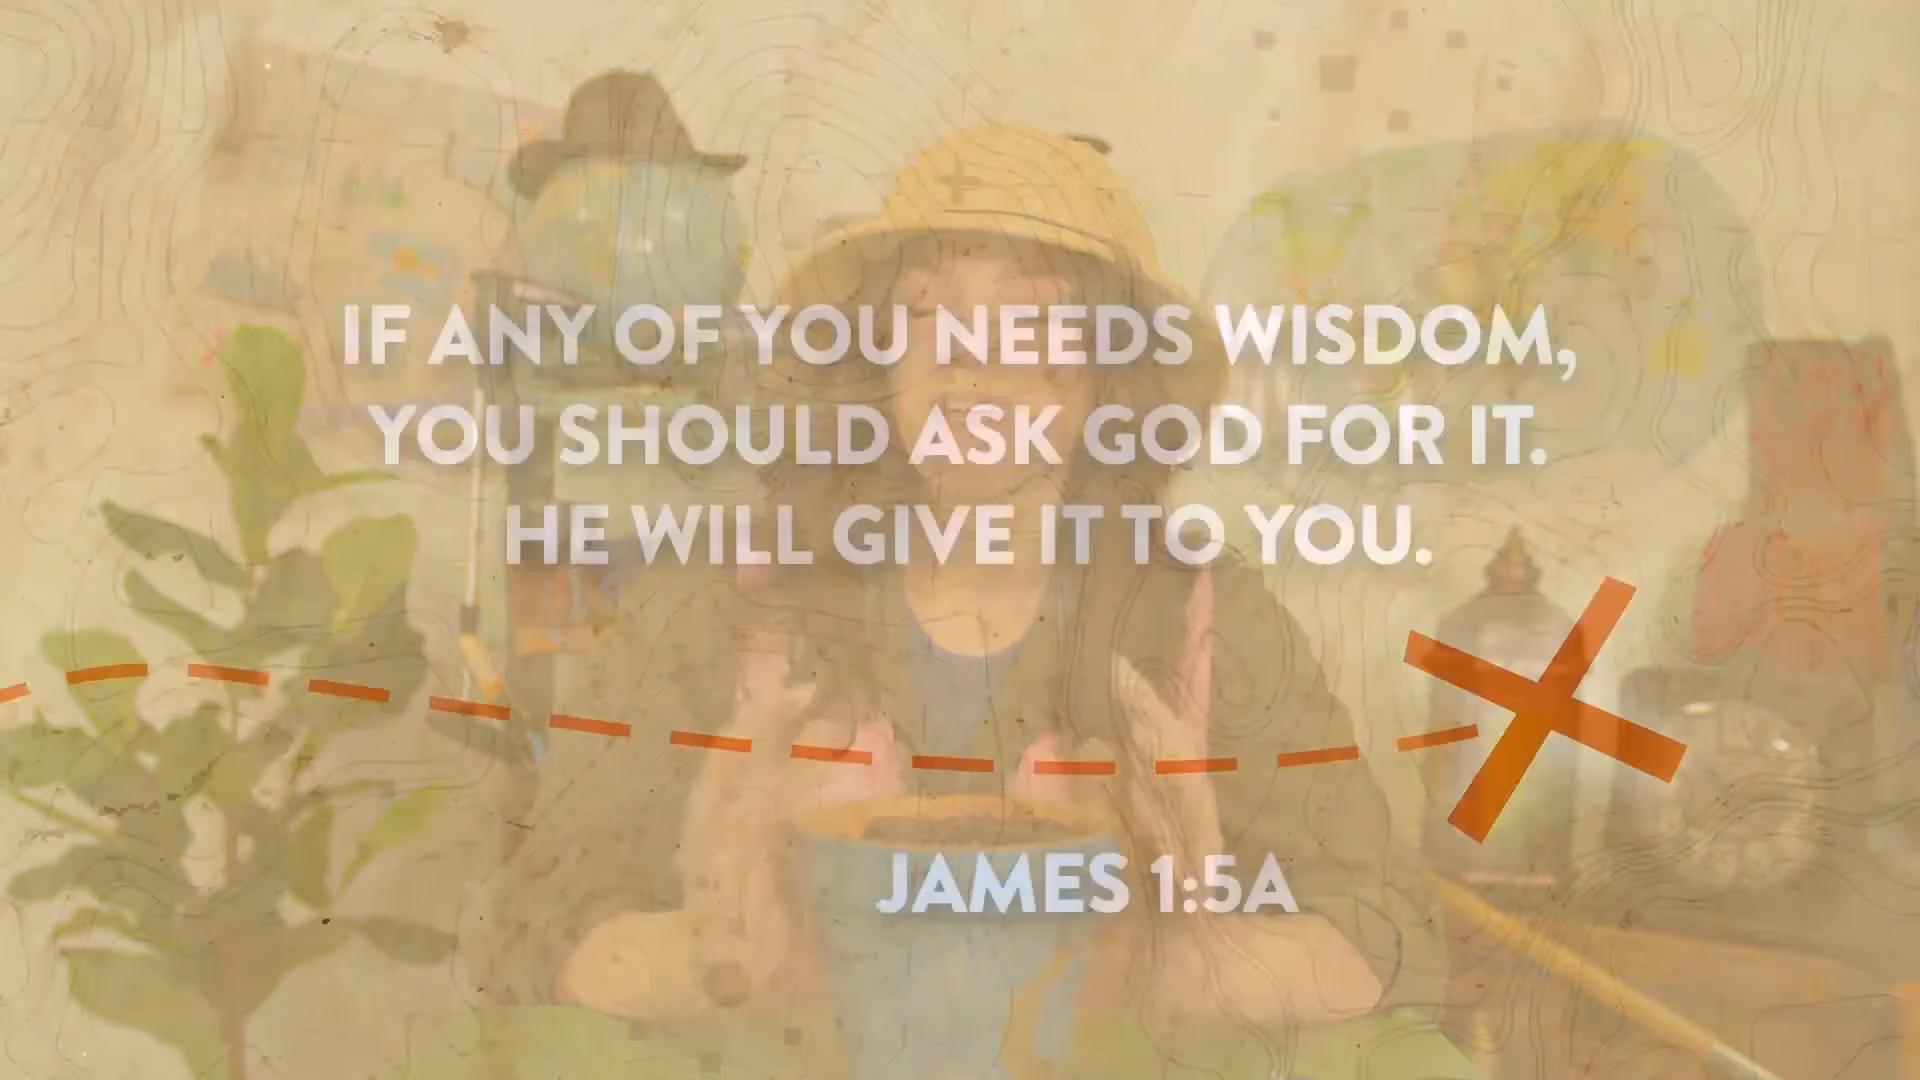 IF ANY OF YOU NEEDS WISDOM,
YOU SHOULD ASK GOD FOR IT.
HE WILL GIVE IT TO YOU.
JAMES 1:5A